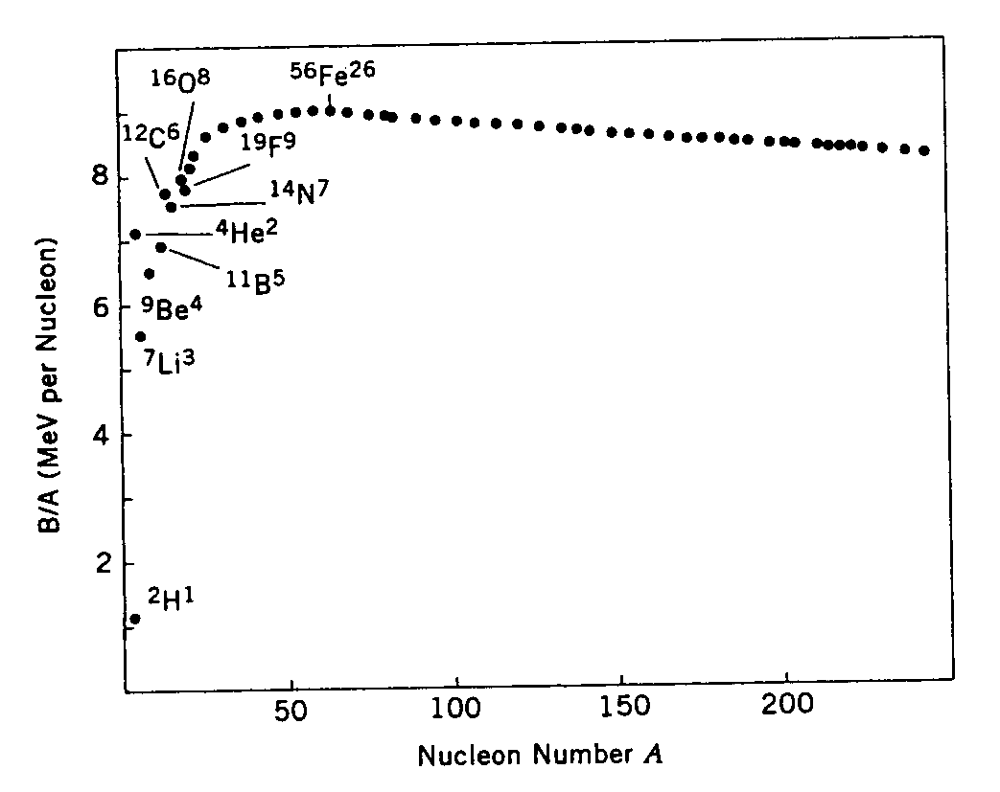 56Fe26
16O8
12C6
19F9
14N7
4He2
11B5
9Be4
7Li3
2H1
8
6
4
2
B/A (MeV per Nucleon)
50 100 150 200
Nucleon Number A